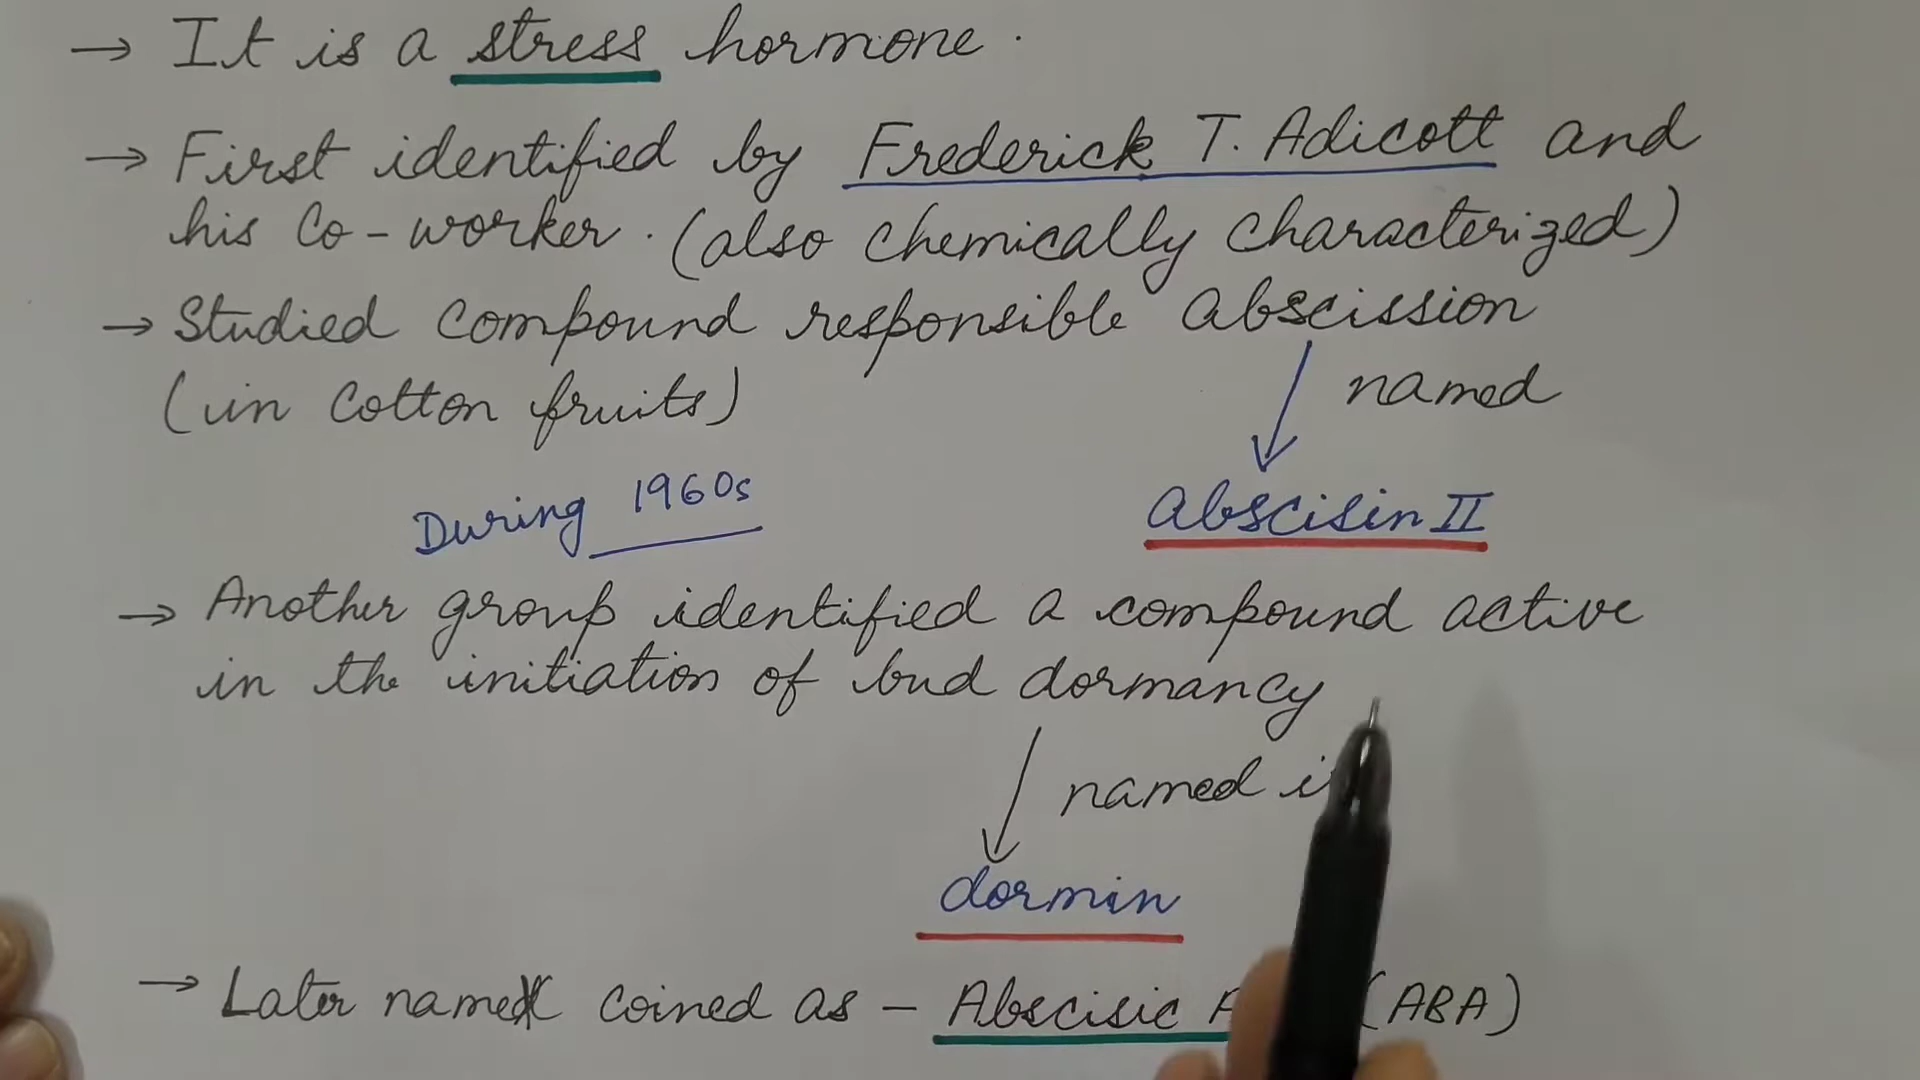 → It is a stress hormone.
→ First identified by Frederick T. Adicott and
his Co-worker. (also chemically characterized)
→ Studied compound responsible abscission
(in Cotton fruits)
named
During 1960s
Abscisin II
→ Another group identified a compound active
in the initiation of bud dormancy
named
dormin
→ Later name coined as - Abscisic (ABA)